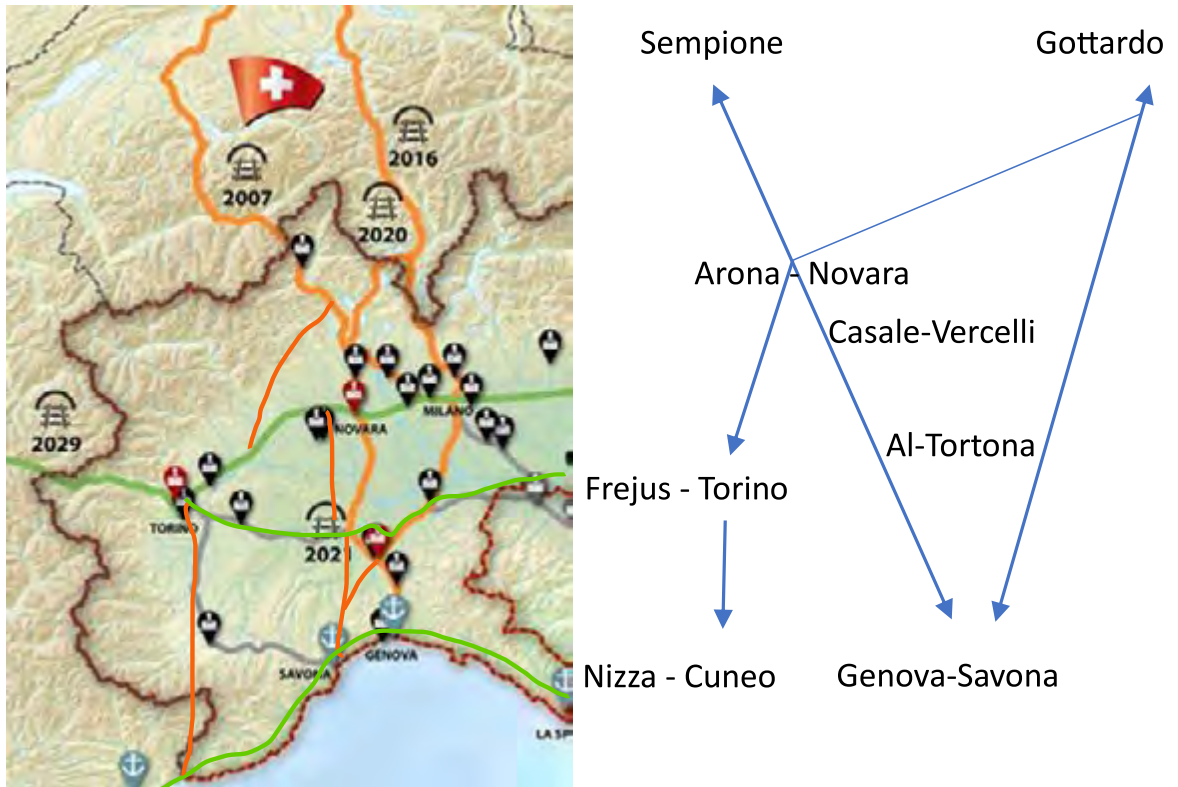 2016
2007
2020
2029
MILANO
NOVARA
TORINO
2021
GENOVA
SAVONA
LA SP
Sempione
Gottardo
Arona - Novara
Casale-Vercelli
Al-Tortona
Frejus - Torino
Nizza - Cuneo
Genova-Savona